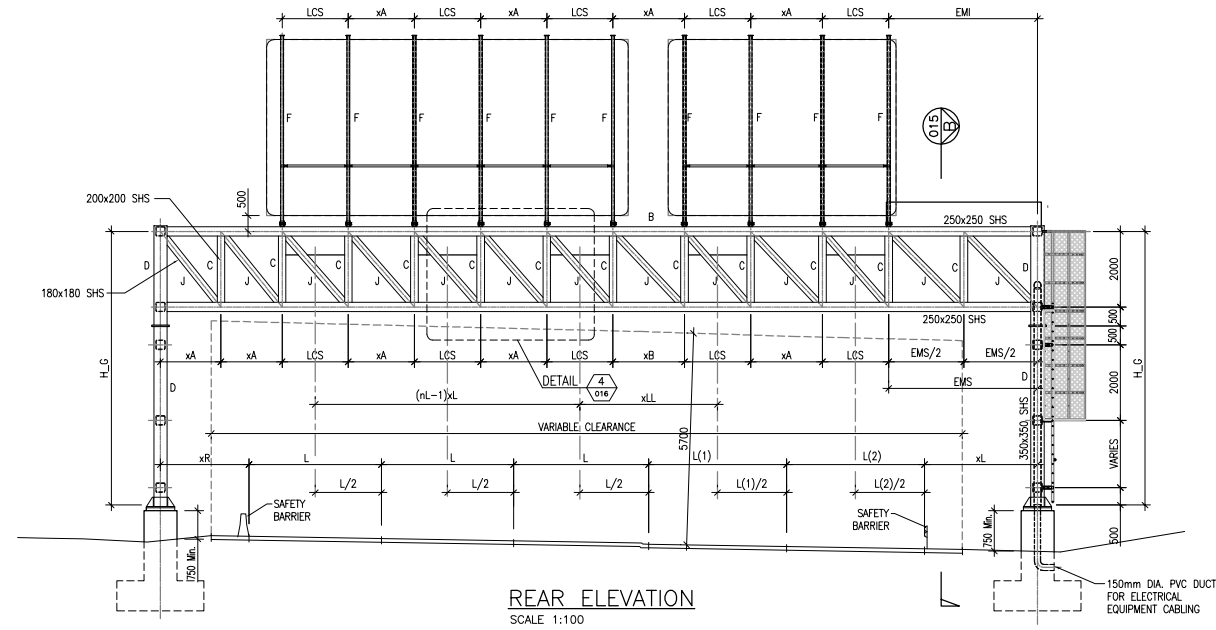 LCS xA LCS xA LCS xA LCS xA LCS EMI
F F F F F F F F F F
015
B
500
200x200 SHS
B
250x250 SHS
D C C C C C C C C C C C C D
J J J J J J J J J J J J J
180x180 SHS
2000
250x250 SHS
500
500
xA xA LCS xA LCS xA LCS xB LCS xA LCS EMS/2 EMS/2
H_G
D
DETAIL 4
016
EMS
D
2000
H_G
(nL-1)xL xLL
VARIABLE CLEARANCE
5700
350x350 SHS
VARIES
xR L L L L(1) L(2) xL
L/2 L/2 L/2 L(1)/2 L(2)/2
SAFETY
BARRIER
SAFETY
BARRIER
750 Min.
750 Min.
500
150mm DIA. PVC DUCT
FOR ELECTRICAL
EQUIPMENT CABLING
REAR ELEVATION
SCALE 1:100